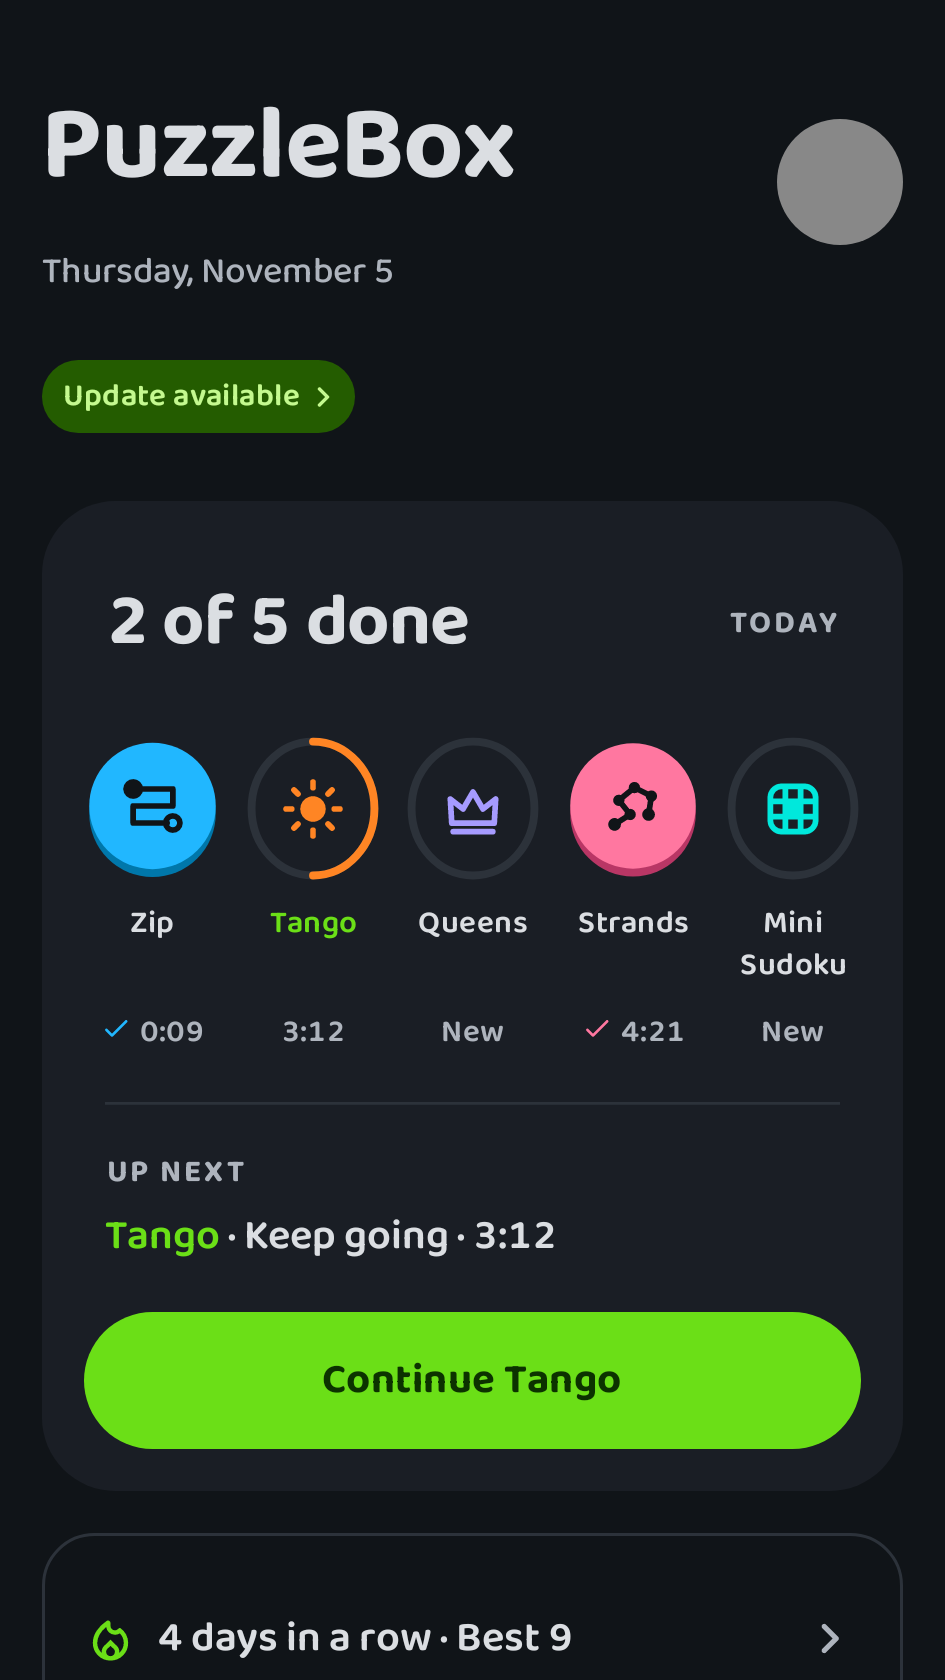 PuzzleBox
Thursday, November 5
Update available
2 of 5 done
TODAY
Zip
Tango
Queens
Strands
Mini
Sudoku
0:09
3:12
New
4:21
New
UP NEXT
Tango · Keep going · 3:12
Continue Tango
4 days in a row · Best 9